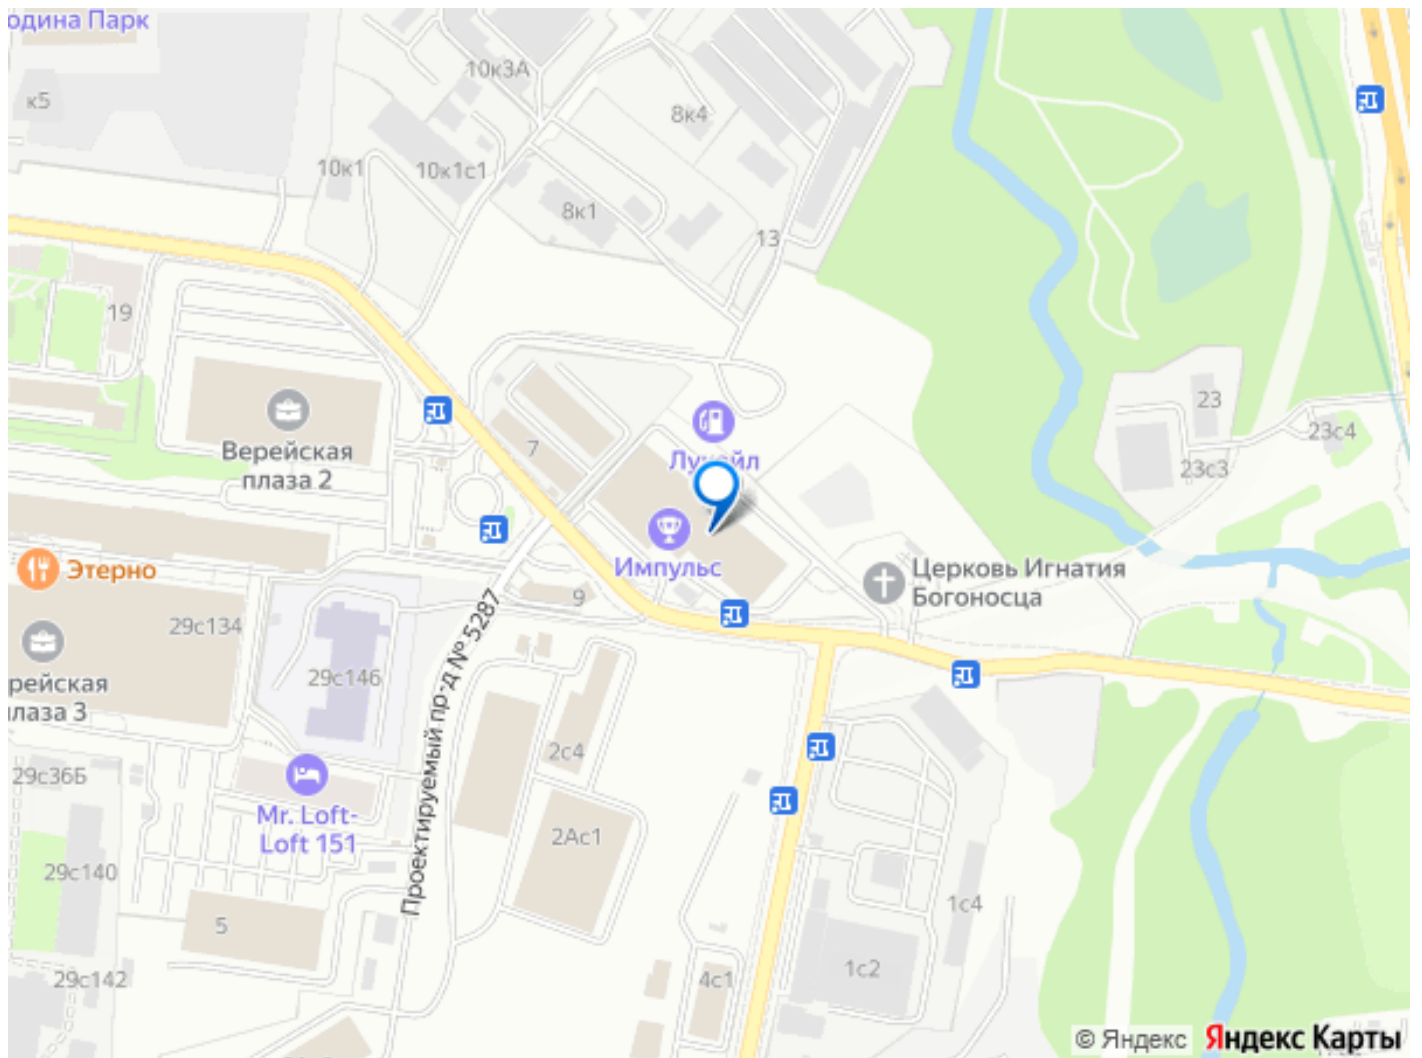 одина Парк
10к3А
к5
8к4
10к1
10к1с1
8к1
13
19
23
23с4
23с3
7
Верейская
плаза 2
Импульс
9
Этерно
Церковь Игнатия
Богоносца
29с134
рейская
лаза 3
29с146
Проектируемый пр-д № 5287
2с4
29с36Б
Mr. Loft-
Loft 151
2Ас1
29с140
5
1с4
29с142
4с1
1с2
© Яндекс Яндекс Карты